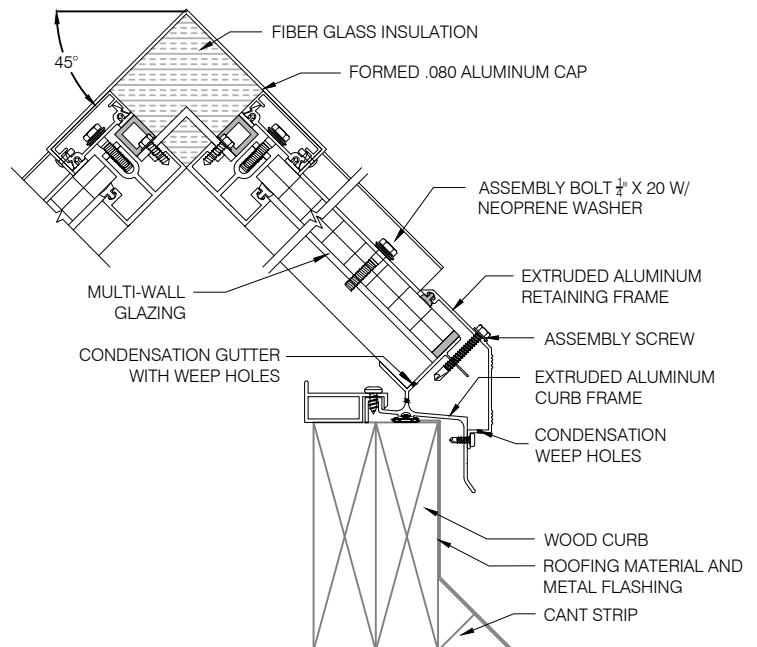 FIBER GLASS INSULATION
45°
FORMED .080 ALUMINUM CAP
ASSEMBLY BOLT 1/4" X 20 W/
NEOPRENE WASHER
EXTRUDED ALUMINUM
RETAINING FRAME
MULTI-WALL
GLAZING
ASSEMBLY SCREW
CONDENSATION GUTTER
WITH WEEP HOLES
EXTRUDED ALUMINUM
CURB FRAME
CONDENSATION
WEEP HOLES
WOOD CURB
ROOFING MATERIAL AND
METAL FLASHING
CANT STRIP